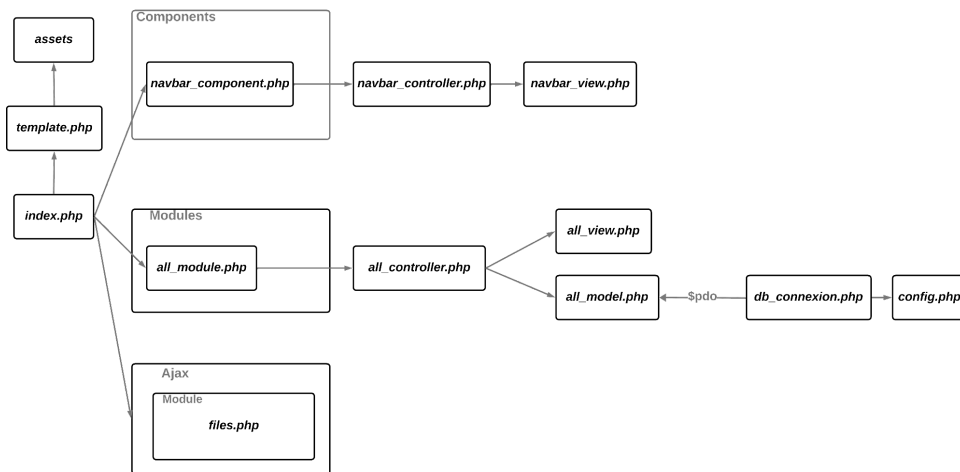 Components
assets
navbar_component.php
navbar_controller.php
navbar_view.php
template.php
index.php
Modules
all_view.php
all_module.php
all_controller.php
all_model.php
$pdo
db_connexion.php
config.php
Ajax
Module
files.php